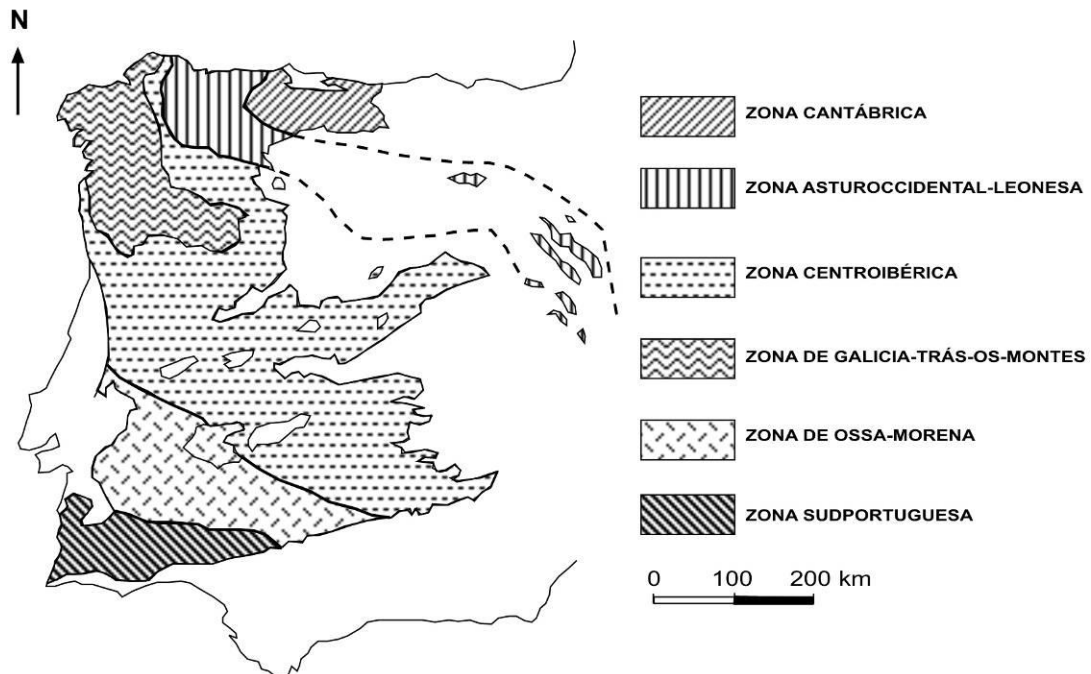 N
ZONA CANTÁBRICA
ZONA ASTUROCCIDENTAL-LEONESA
ZONA CENTROIBÉRICA
ZONA DE GALICIA-TRÁS-OS-MONTES
ZONA DE OSSA-MORENA
ZONA SUDPORTUGUESA
0 100 200 km